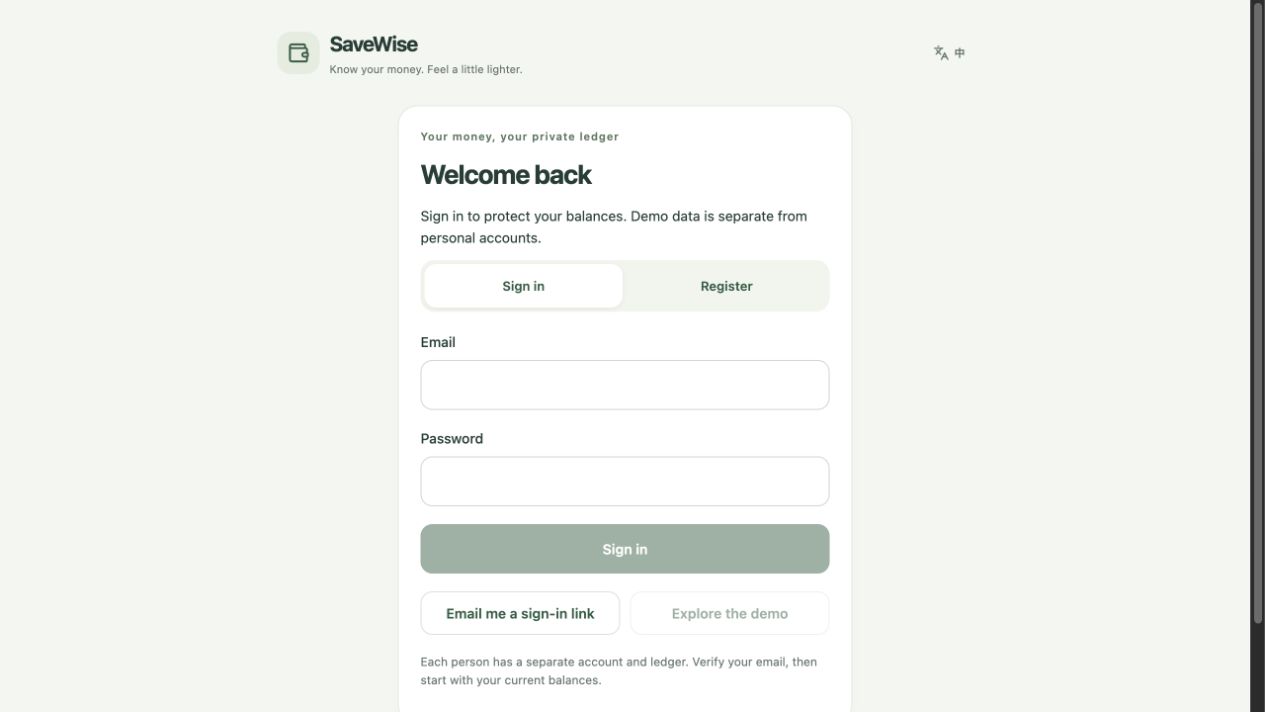 SaveWise
Know your money. Feel a little lighter.
中
Your money, your private ledger
Welcome back
Sign in to protect your balances. Demo data is separate from
personal accounts.
Sign in
Register
Email
Password
Sign in
Email me a sign-in link
Explore the demo
Each person has a separate account and ledger. Verify your email, then
start with your current balances.